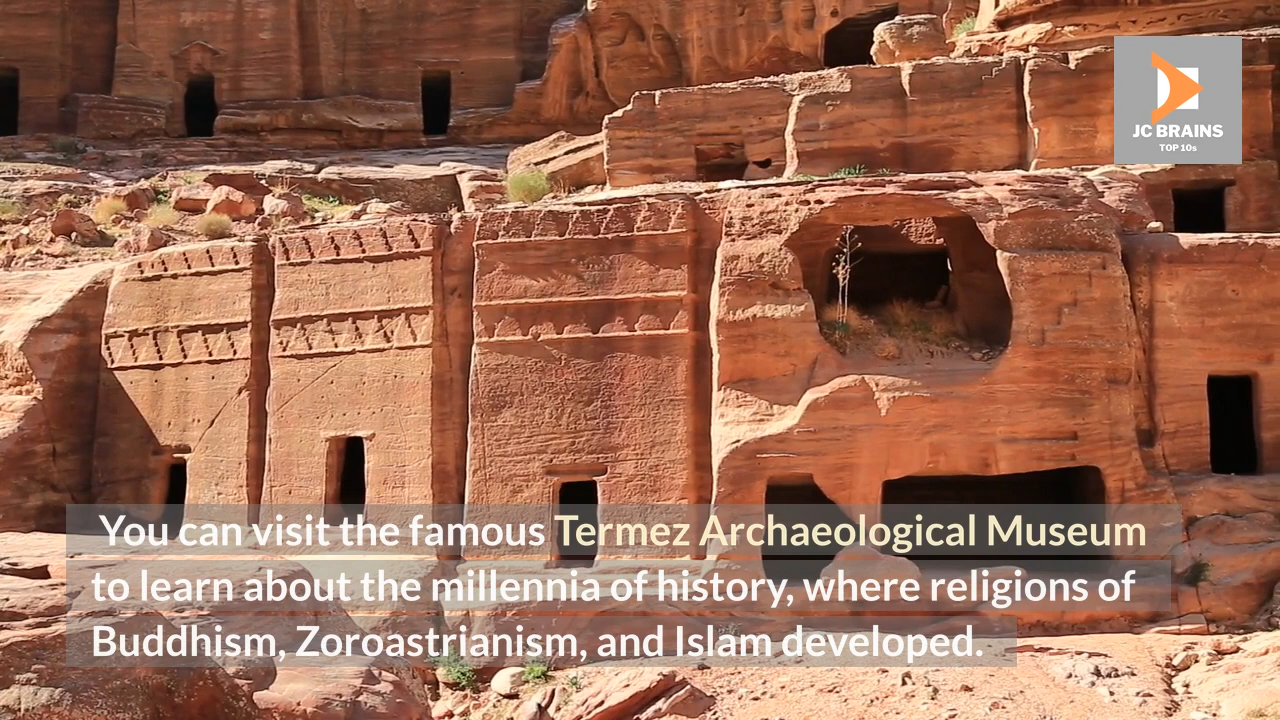 JC BRAINS
TOP 10s
You can visit the famous Termez Archaeological Museum
to learn about the millennia of history, where religions of
Buddhism, Zoroastrianism, and Islam developed.